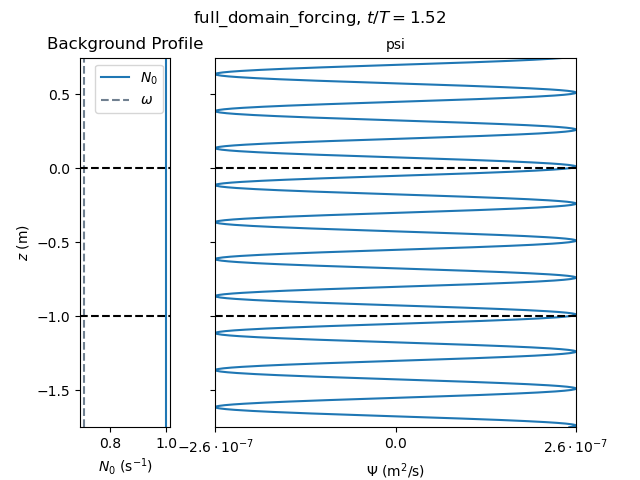 full_domain_forcing, t/T = 1.52
Background Profile
psi
N₀
ω
0.5
0.0
−0.5
−1.0
−1.5
z (m)
0.8
1.0
−2.6 · 10⁻⁷
0.0
2.6 · 10⁻⁷
N₀ (s⁻¹)
Ψ (m²/s)